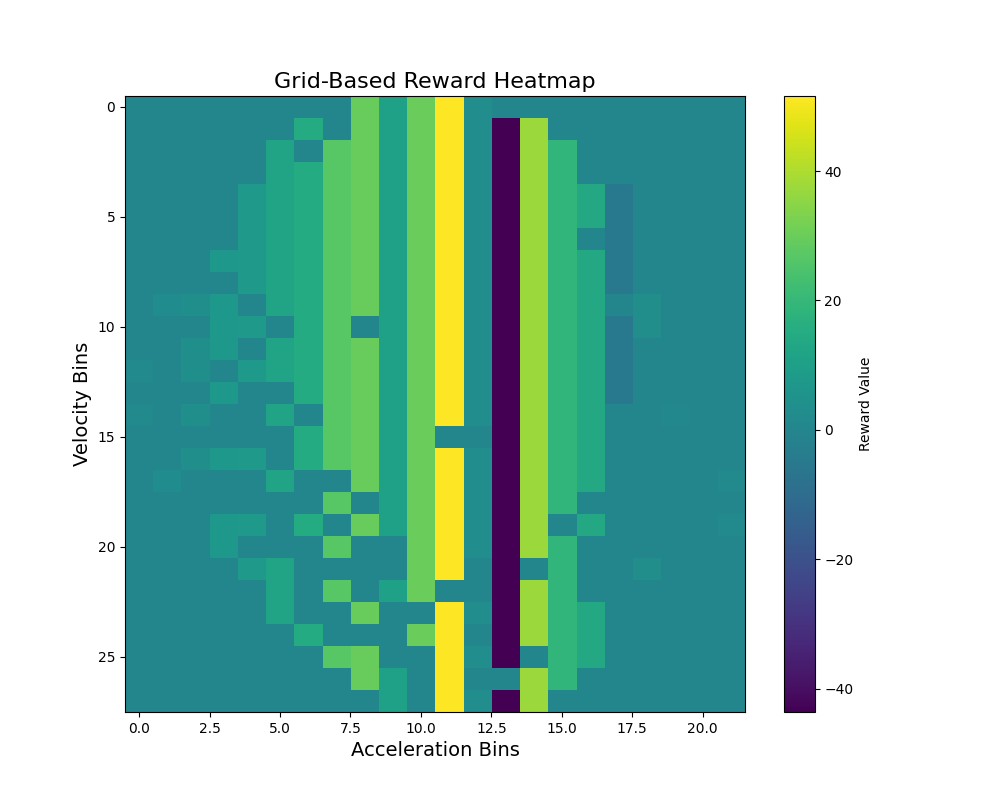 Grid-Based Reward Heatmap
Velocity Bins
0
5
10
15
20
25
0.0 2.5 5.0 7.5 10.0 12.5 15.0 17.5 20.0
Acceleration Bins
40
20
0
−20
−40
Reward Value